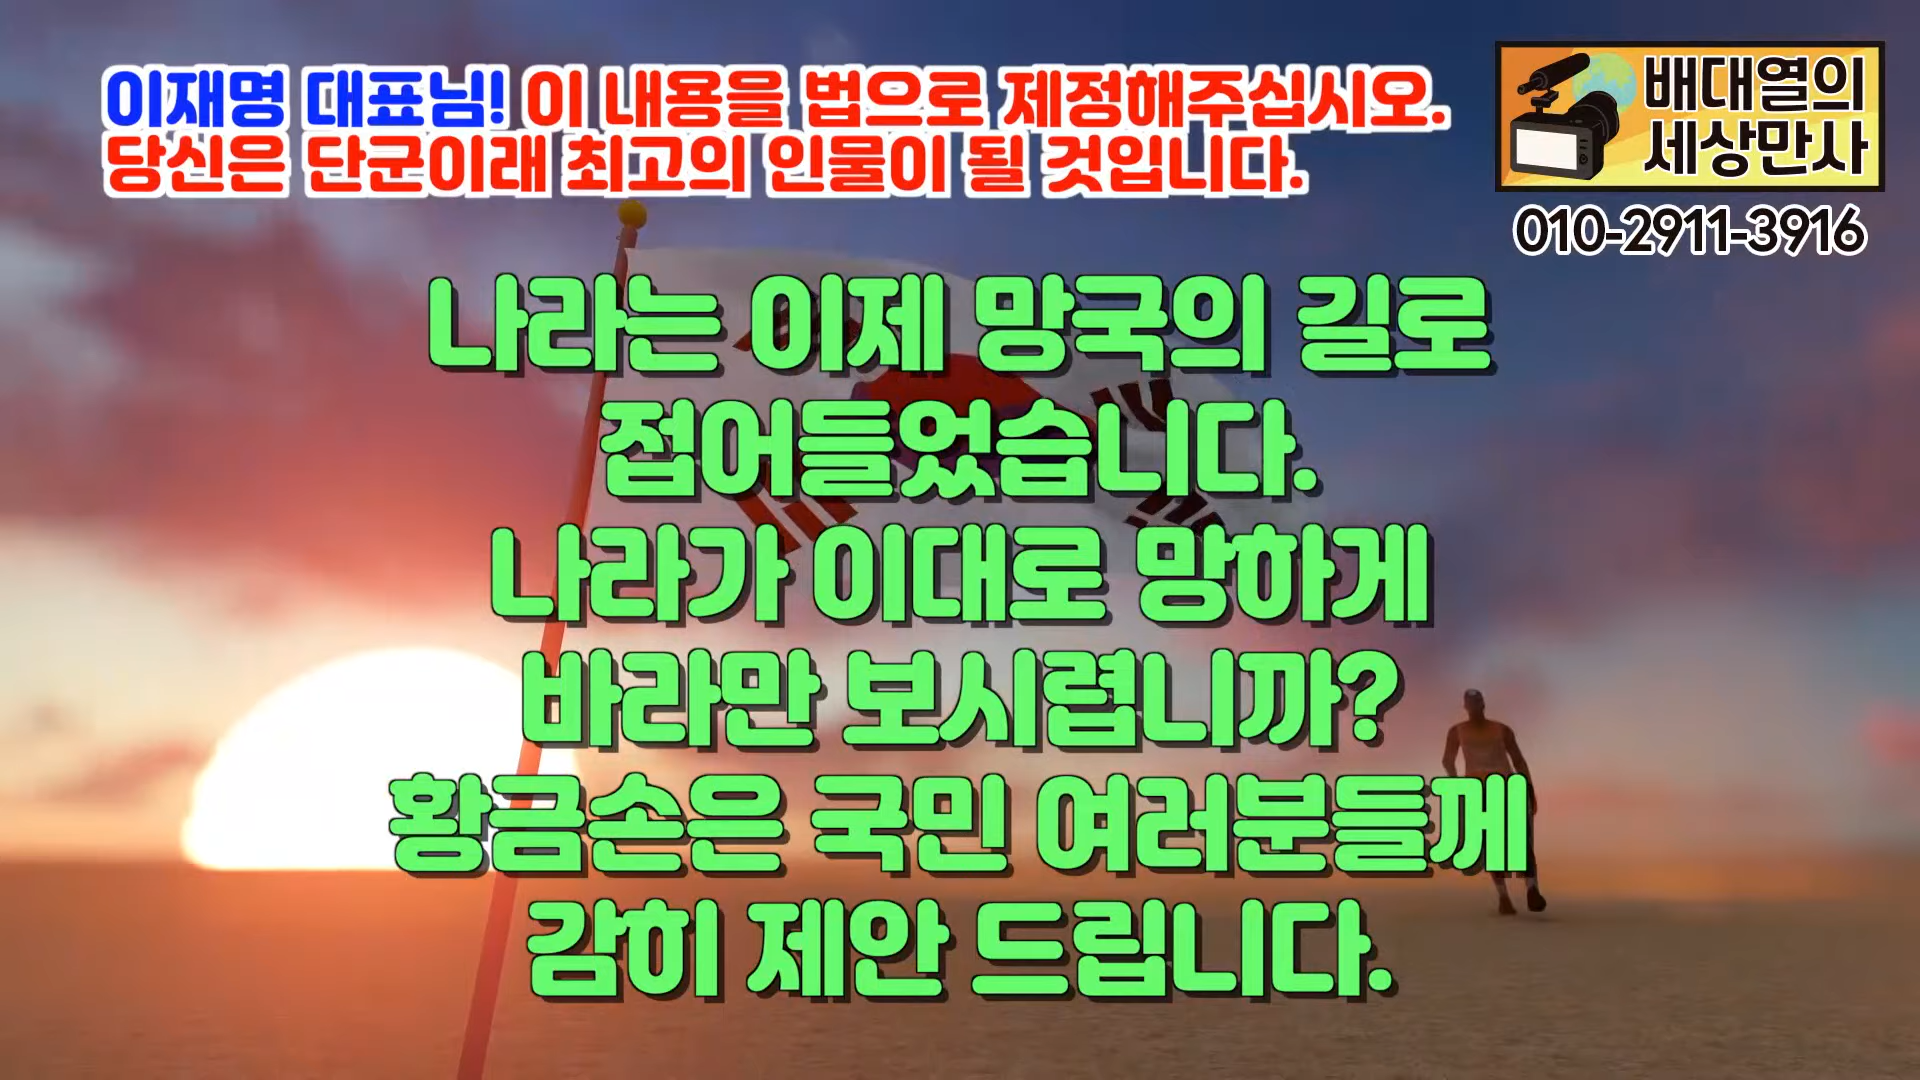 이재명 대표님! 이 내용을 법으로 제정해주십시오.
당신은 단군이래 최고의 인물이 될 것입니다.
배대열의
세상만사
010-2911-3916
나라는 이제 망국의 길로
접어들었습니다.
나라가 이대로 망하게
바라만 보시렵니까?
황금손은 국민 여러분들께
감히 제안 드립니다.